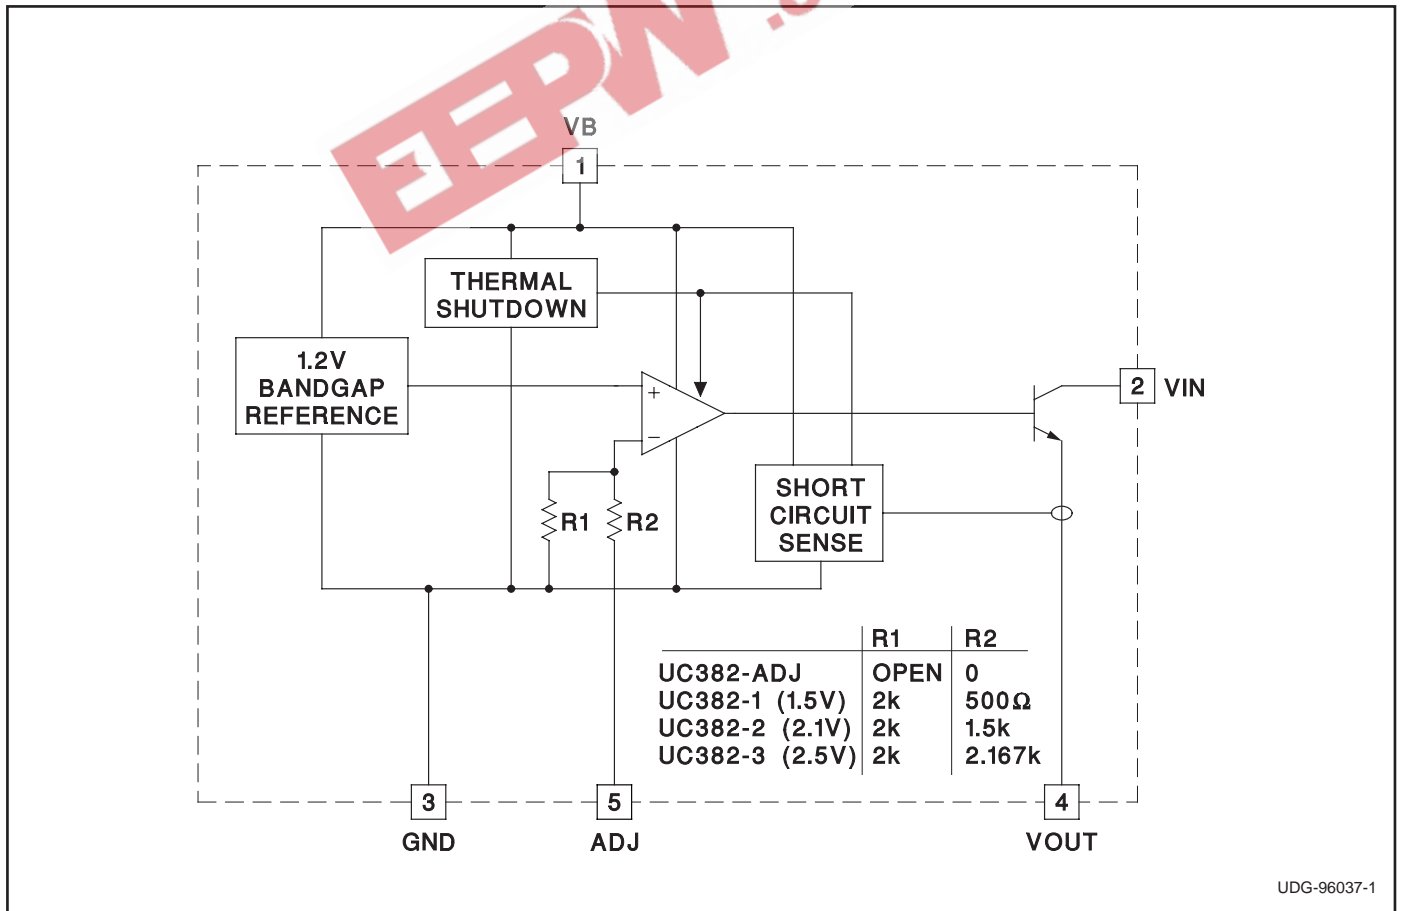 EEPW
VB
1
THERMAL
SHUTDOWN
1.2V
BANDGAP
REFERENCE
+
−
2 VIN
R1 R2
SHORT
CIRCUIT
SENSE
R1 R2
UC382-ADJ OPEN 0
UC382-1 (1.5V) 2k 500Ω
UC382-2 (2.1V) 2k 1.5k
UC382-3 (2.5V) 2k 2.167k
3 5 4
GND ADJ VOUT
UDG-96037-1